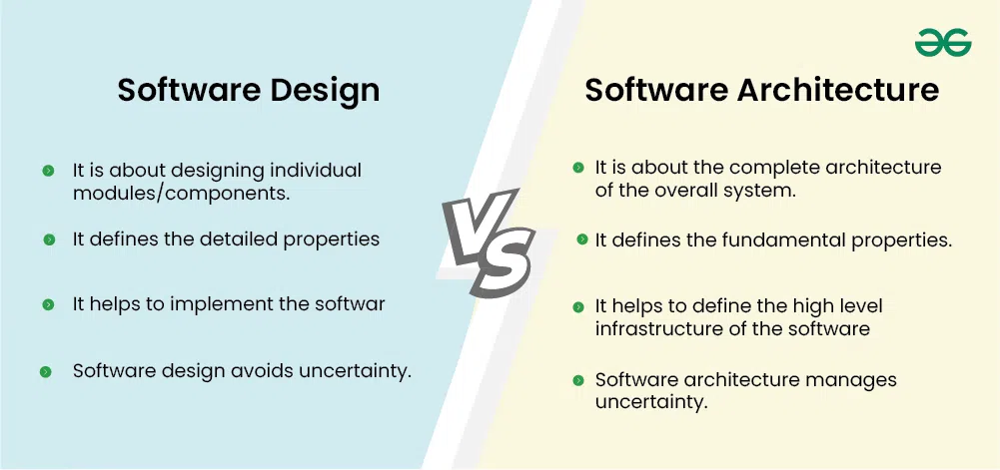 Software Design
It is about designing individual
modules/components.
It defines the detailed properties
It helps to implement the softwar
Software design avoids uncertainty.
VS
Software Architecture
It is about the complete architecture
of the overall system.
It defines the fundamental properties.
It helps to define the high level
infrastructure of the software
Software architecture manages
uncertainty.